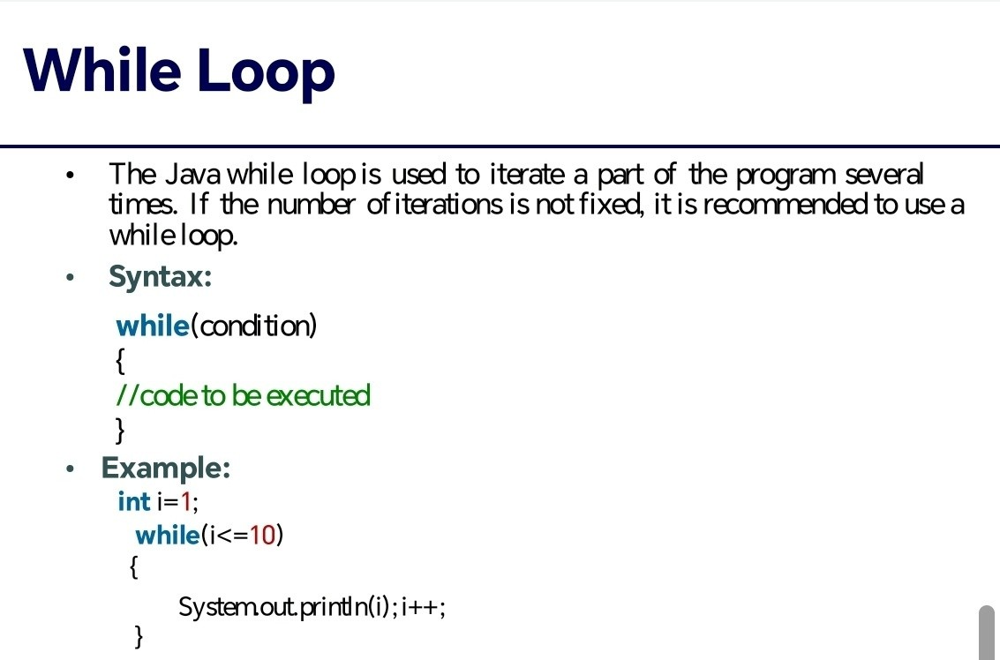 While Loop
• The Java while loop is used to iterate a part of the program several
times. If the number of iterations is not fixed, it is recommended to use a
while loop.
• Syntax:
while(condition)
{
//code to be executed
}
• Example:
int i=1;
while(i<=10)
{
System.out.println(i); i++;
}